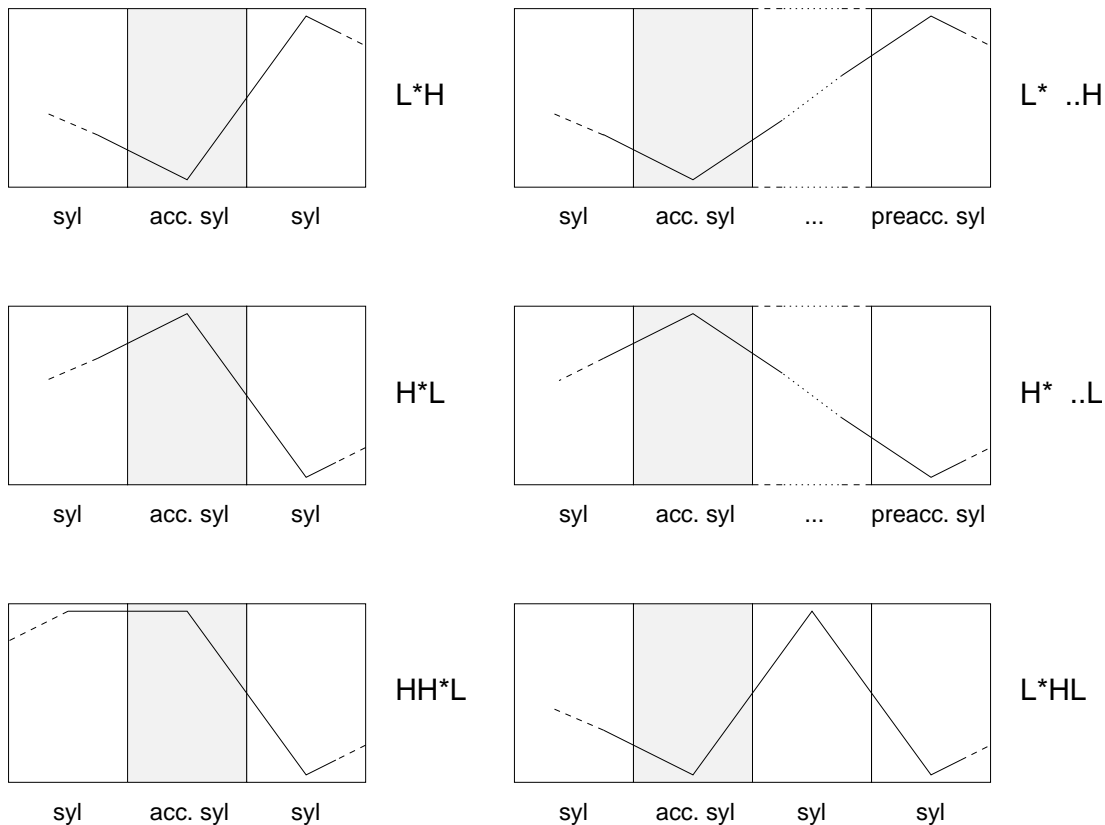 L*H
L* ..H
syl acc. syl syl
syl acc. syl ... preacc. syl
H*L
H* ..L
syl acc. syl syl
syl acc. syl ... preacc. syl
HH*L
L*HL
syl acc. syl syl
syl acc. syl syl syl